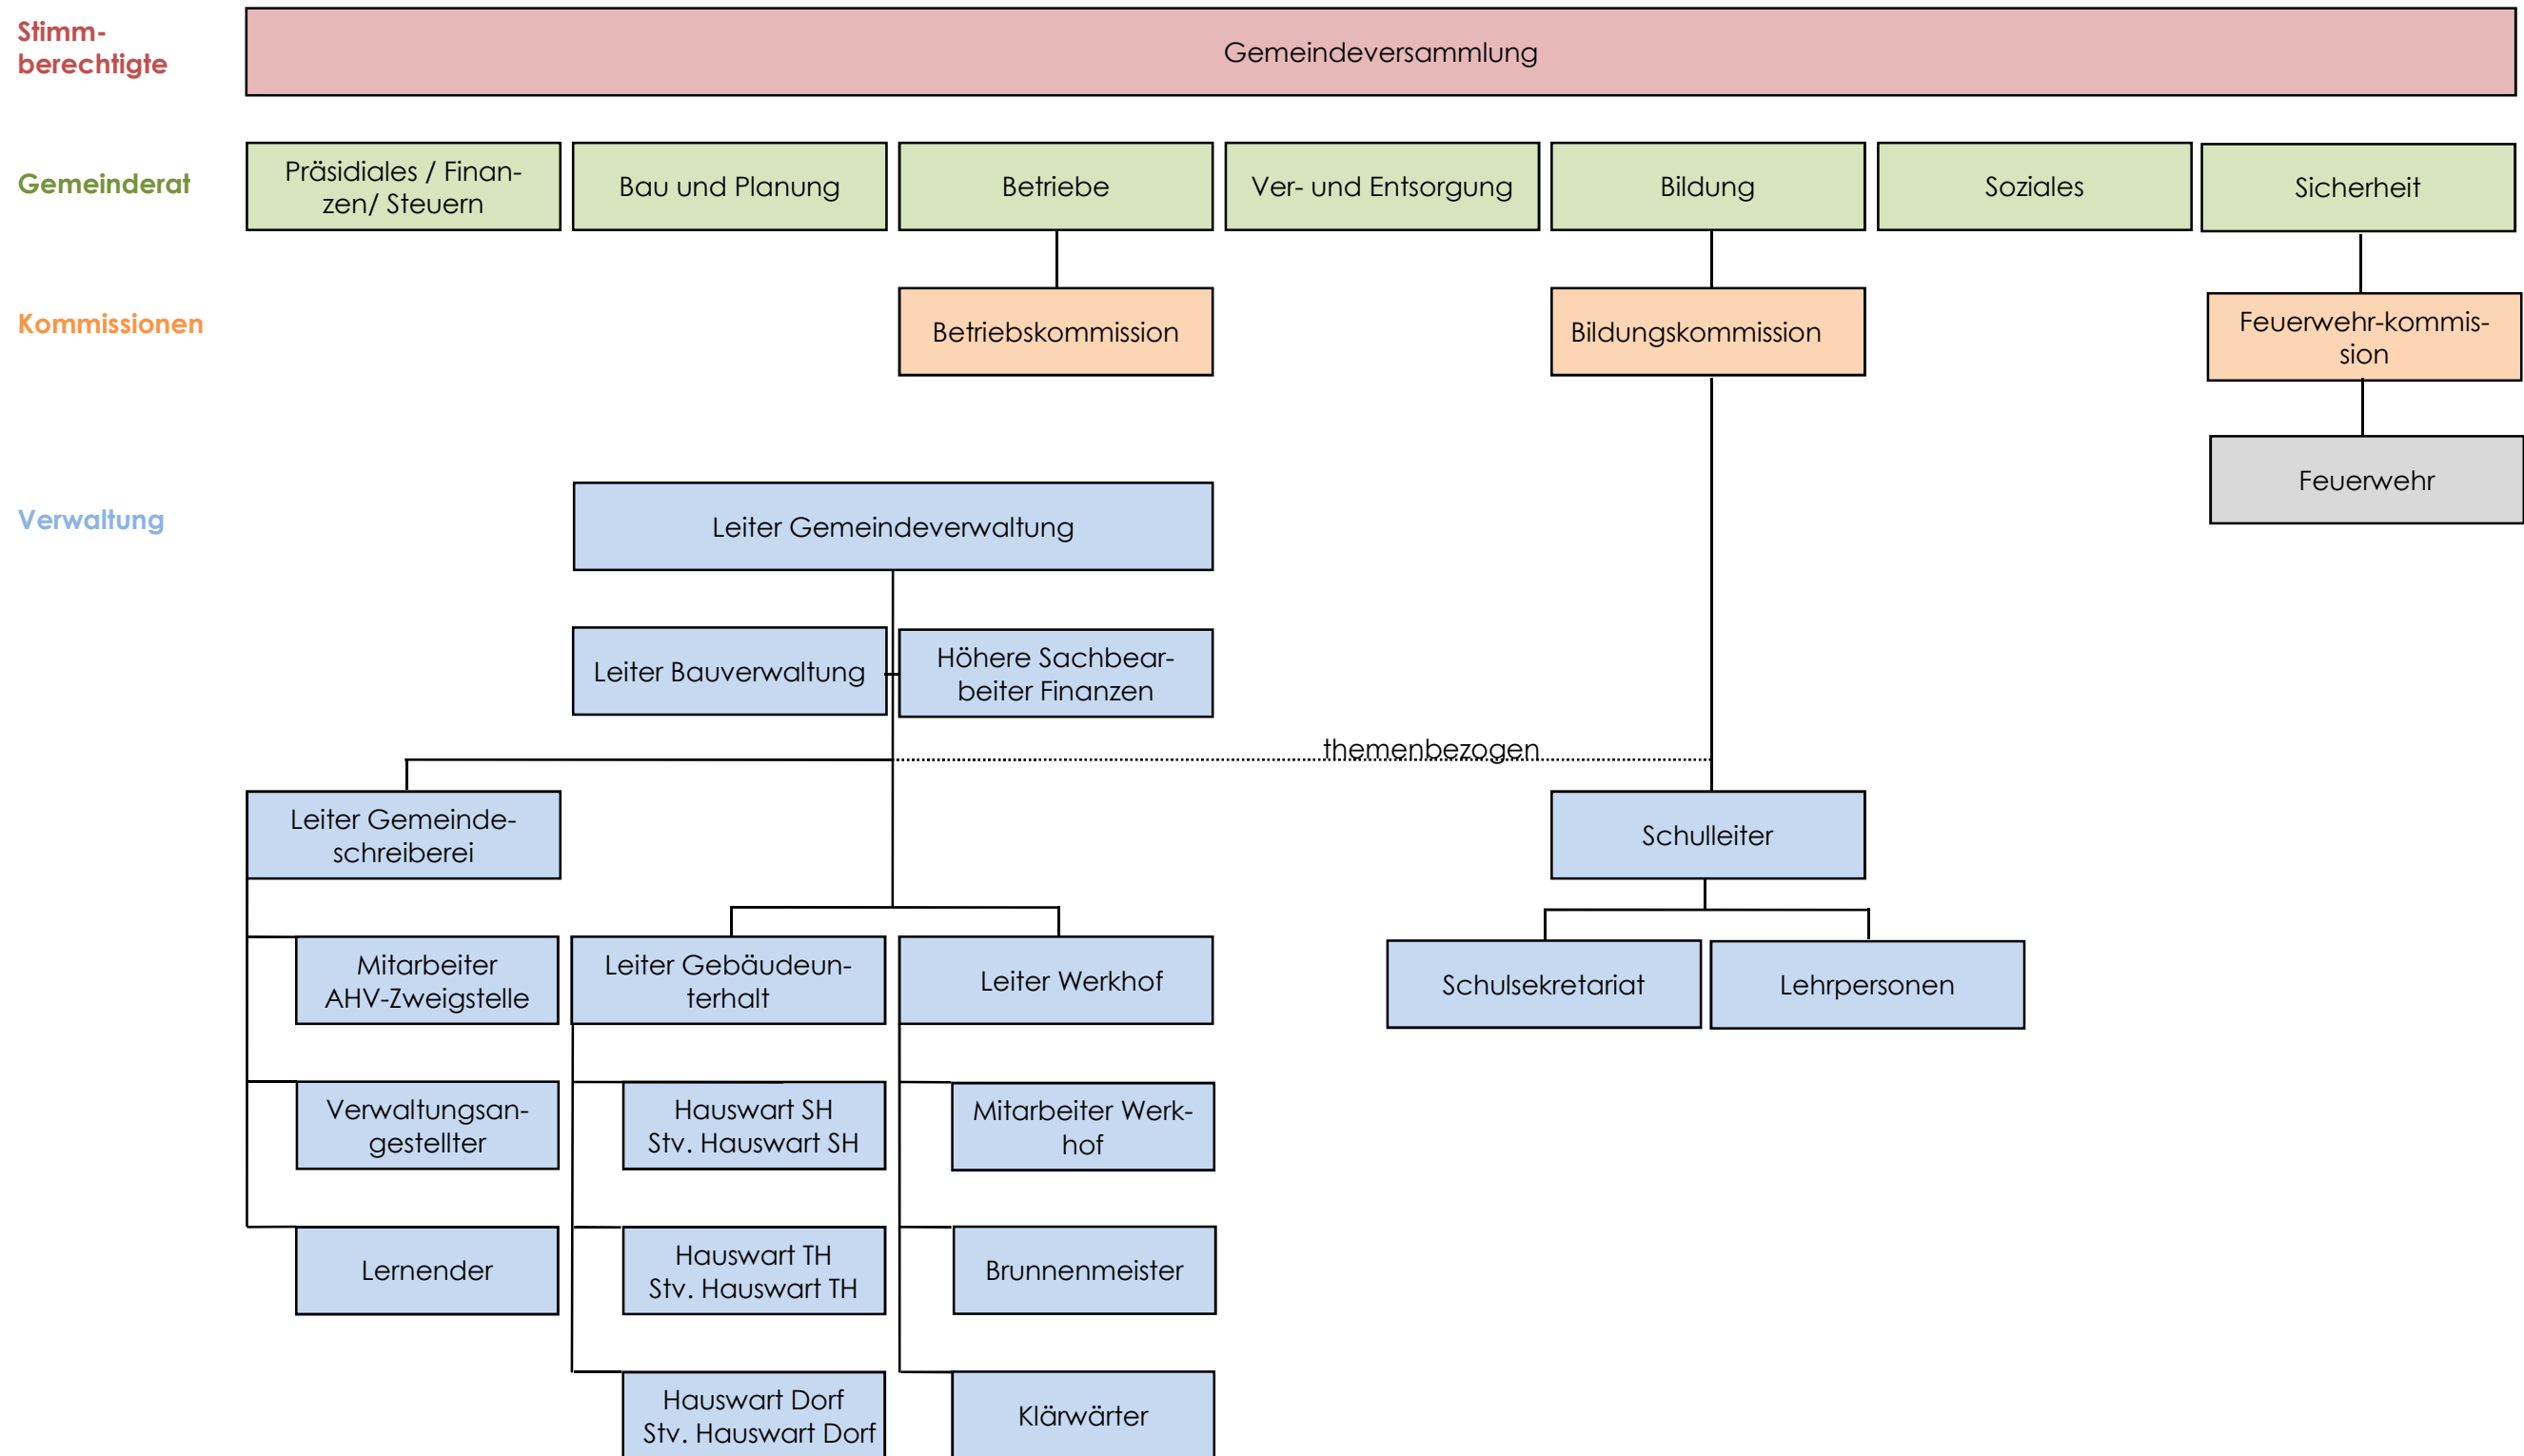 Stimm-
berechtigte
Gemeindeversammlung
Gemeinderat
Präsidiales / Finan-
zen/ Steuern
Bau und Planung
Betriebe
Ver- und Entsorgung
Bildung
Soziales
Sicherheit
Kommissionen
Betriebskommission
Bildungskommission
Feuerwehr-kommis-
sion
Feuerwehr
Verwaltung
Leiter Gemeindeverwaltung
Leiter Bauverwaltung
Höhere Sachbear-
beiter Finanzen
themenbezogen
Leiter Gemeinde-
schreiberei
Schulleiter
Mitarbeiter
AHV-Zweigstelle
Leiter Gebäudeun-
terhalt
Leiter Werkhof
Schulsekretariat
Lehrpersonen
Verwaltungsan-
gestellter
Hauswart SH
Stv. Hauswart SH
Mitarbeiter Werk-
hof
Lernender
Hauswart TH
Stv. Hauswart TH
Brunnenmeister
Hauswart Dorf
Stv. Hauswart Dorf
Klärwärter